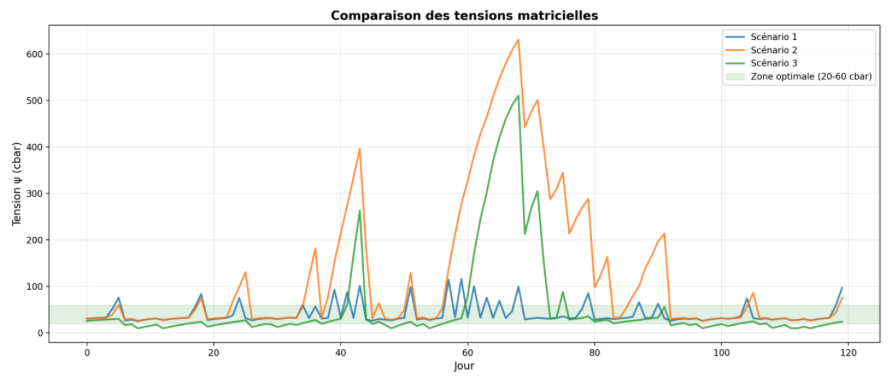 Comparaison des tensions matricielles
Tension ψ (cbar)
600
500
400
300
200
100
0
Scénario 1
Scénario 2
Scénario 3
Zone optimale (20-60 cbar)
0
20
40
60
80
100
120
Jour